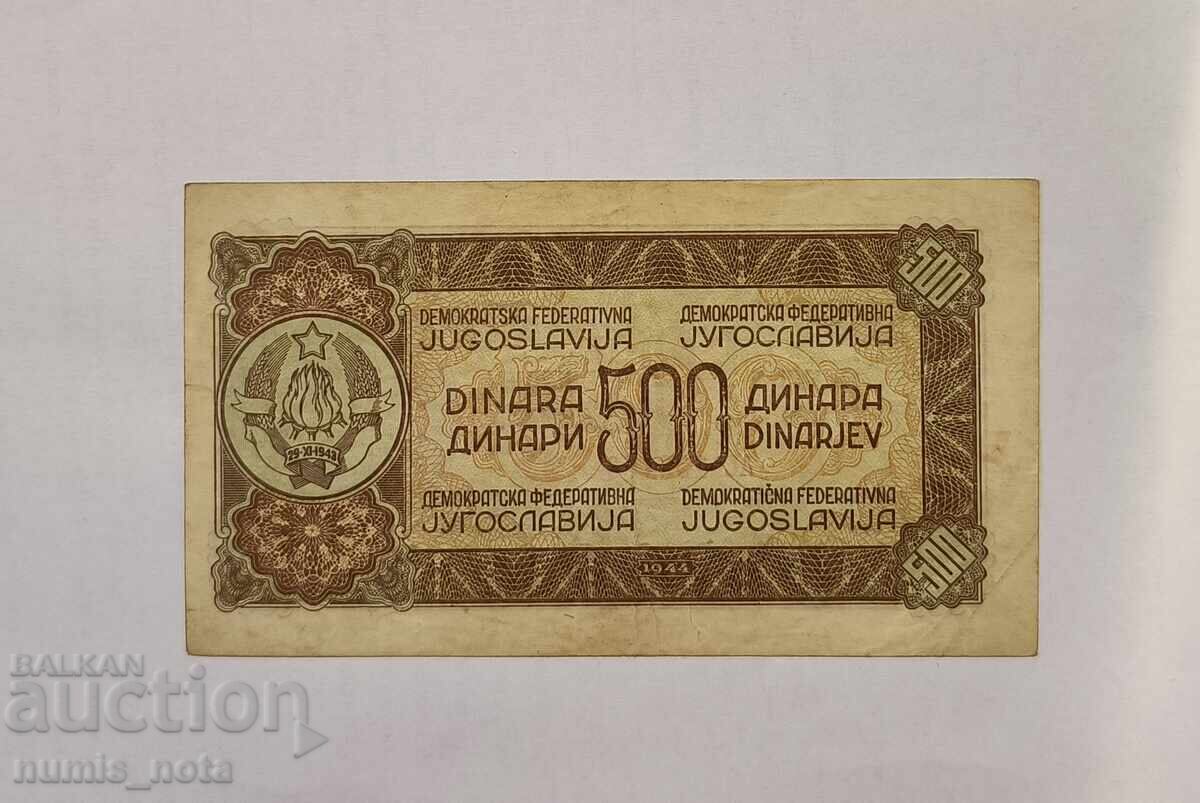 500
DEMOKRATSKA FEDERATIVNA
JUGOSLAVIJA
ДЕМОКРАТСКА ФЕДЕРАТИВНА
ЈУГОСЛАВИЈА
DINARA
ДИНАРИ
500
ДИНАРА
DINARJEV
29·XI·1943
ДЕМОКРАТСКА ФЕДЕРАТИВНА
ЈУГОСЛАВИЈА
DEMOKRATIČNA FEDERATIVNA
JUGOSLAVIJA
1944
500
BALKAN
auction
numis_nota